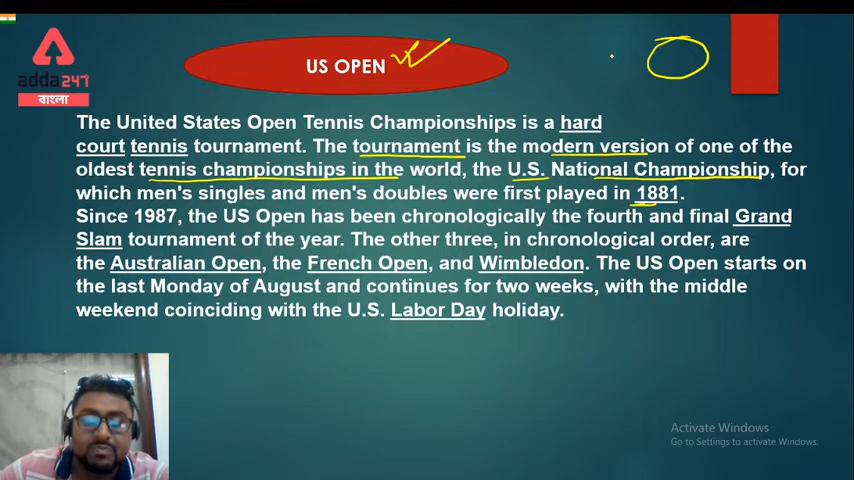 US OPEN
adda247
বাংলা
The United States Open Tennis Championships is a hard
court tennis tournament. The tournament is the modern version of one of the
oldest tennis championships in the world, the U.S. National Championship, for
which men's singles and men's doubles were first played in 1881.
Since 1987, the US Open has been chronologically the fourth and final Grand
Slam tournament of the year. The other three, in chronological order, are
the Australian Open, the French Open, and Wimbledon. The US Open starts on
the last Monday of August and continues for two weeks, with the middle
weekend coinciding with the U.S. Labor Day holiday.
Activate Windows
Go to Settings to activate Windows.